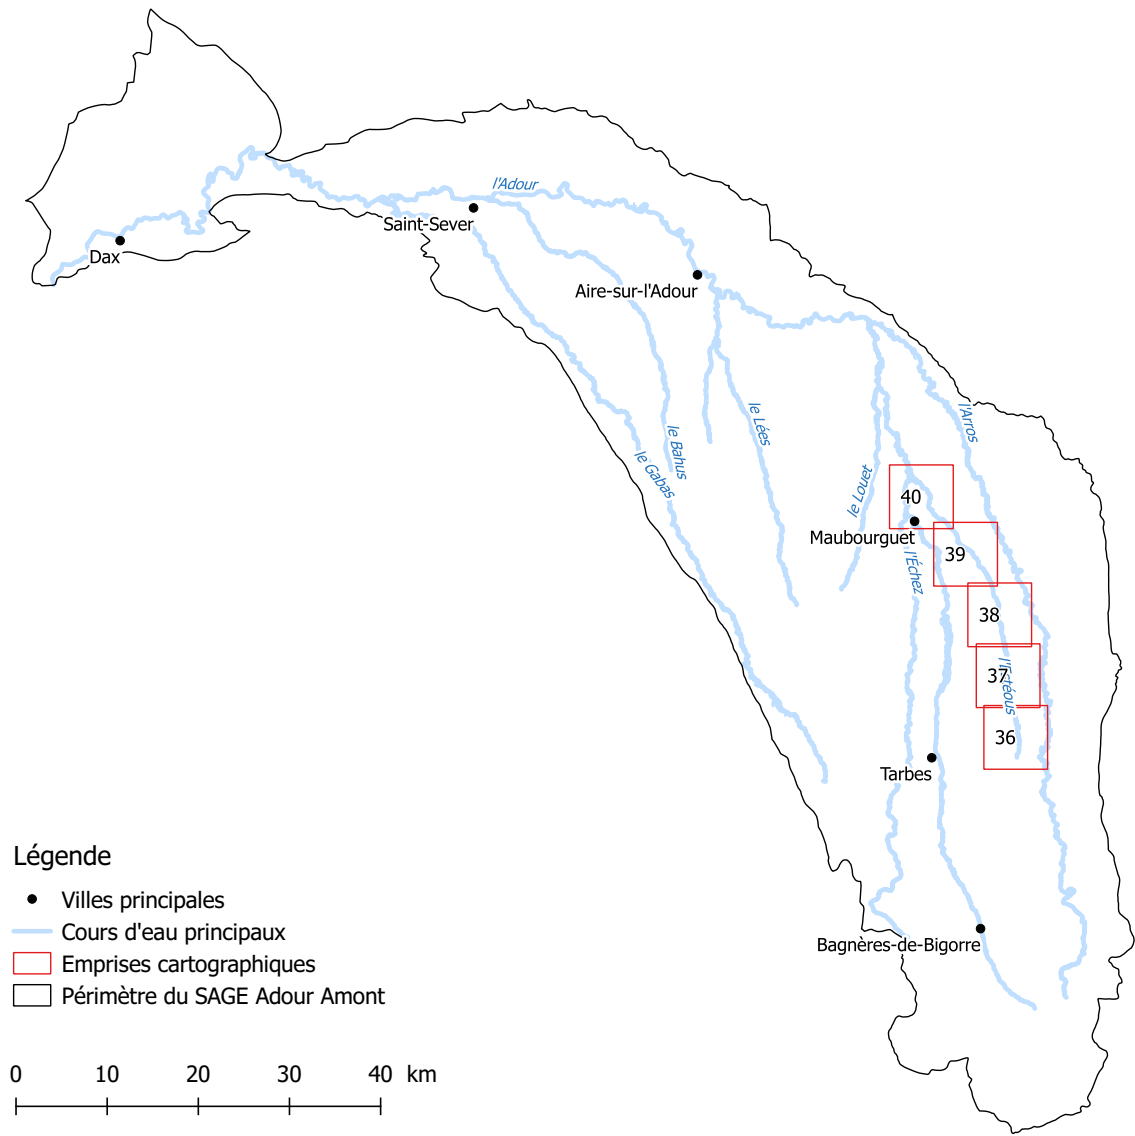 l'Adour
Saint-Sever
Dax
Aire-sur-l'Adour
l'Arros
le Lées
le Bahus
le Gabas
le Louet
40
Maubourguet
39
l'Échez
38
37
l'Estéous
36
Tarbes
Bagnères-de-Bigorre
Légende
Villes principales
Cours d'eau principaux
Emprises cartographiques
Périmètre du SAGE Adour Amont
0 10 20 30 40 km